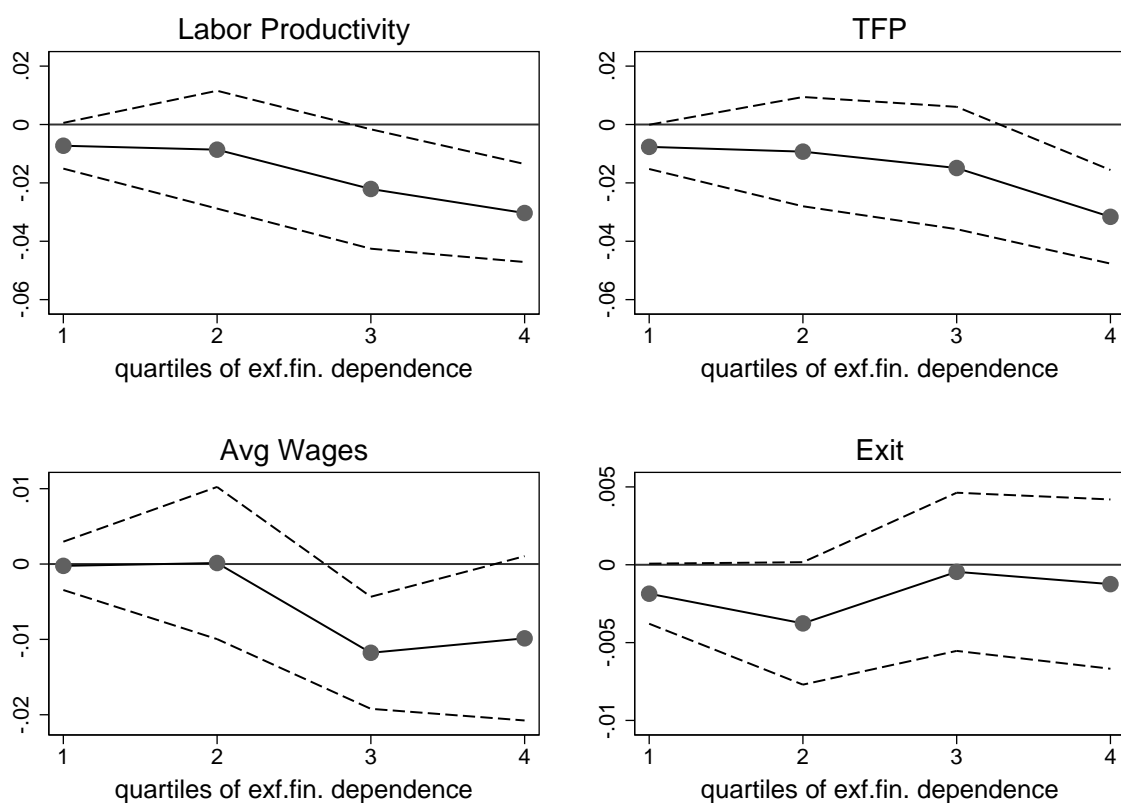 Labor Productivity
.02
0
-.02
-.04
-.06
1 2 3 4
quartiles of exf.fin. dependence
TFP
.02
0
-.02
-.04
-.06
1 2 3 4
quartiles of exf.fin. dependence
Avg Wages
.01
0
-.01
-.02
1 2 3 4
quartiles of exf.fin. dependence
Exit
.005
0
-.005
-.01
1 2 3 4
quartiles of exf.fin. dependence